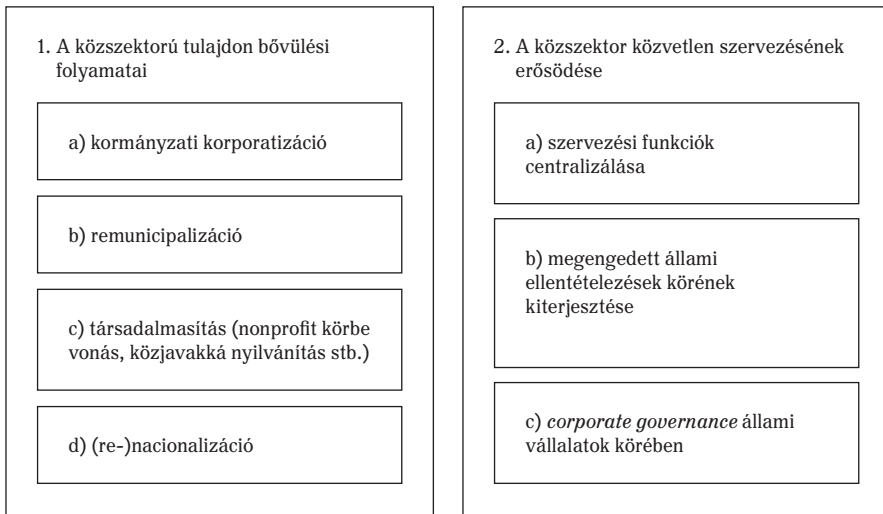 1. A közszektorú tulajdon bővülési
folyamatai
a) kormányzati korporatizáció
b) remunicipalizáció
c) társadalmasítás (nonprofit körbe
vonás, közjavakká nyilvánítás stb.)
d) (re-)nacionalizáció
2. A közszektor közvetlen szervezésének
erősödése
a) szervezési funkciók
centralizálása
b) megengedett állami
ellentételezések körének
kiterjesztése
c) corporate governance állami
vállalatok körében